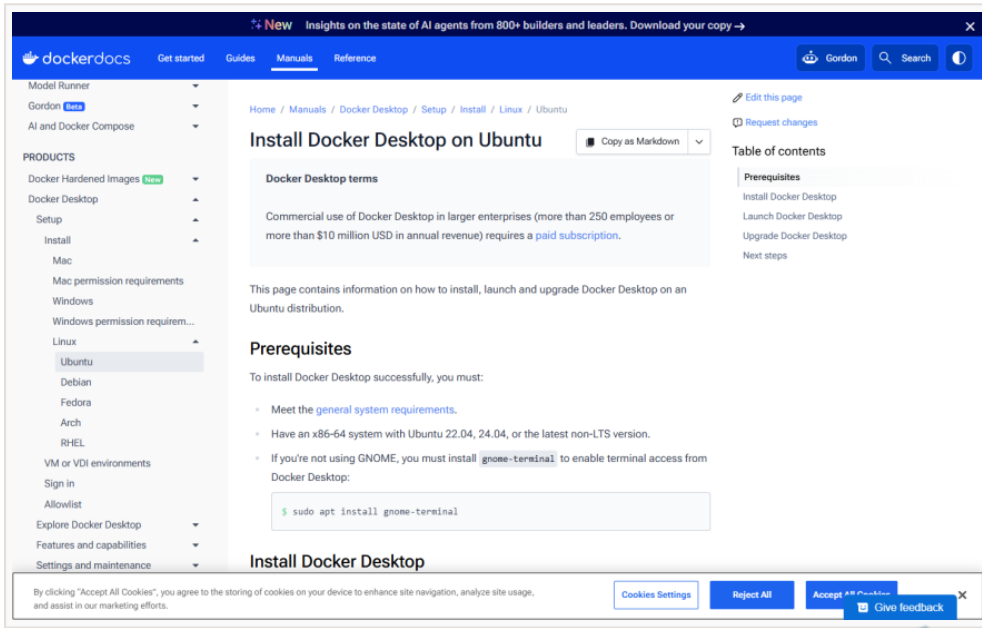 New Insights on the state of AI agents from 800+ builders and leaders. Download your copy →
dockerdocs Get started Guides Manuals Reference Gordon Search
Model Runner
Gordon Beta
AI and Docker Compose
PRODUCTS
Docker Hardened Images New
Docker Desktop
Setup
Install
Mac
Mac permission requirements
Windows
Windows permission requirem...
Linux
Ubuntu
Debian
Fedora
Arch
RHEL
VM or VDI environments
Sign in
Allowlist
Explore Docker Desktop
Features and capabilities
Settings and maintenance
Home / Manuals / Docker Desktop / Setup / Install / Linux / Ubuntu
Install Docker Desktop on Ubuntu
Copy as Markdown
Docker Desktop terms
Commercial use of Docker Desktop in larger enterprises (more than 250 employees or
more than $10 million USD in annual revenue) requires a paid subscription.
This page contains information on how to install, launch and upgrade Docker Desktop on an
Ubuntu distribution.
Prerequisites
To install Docker Desktop successfully, you must:
Meet the general system requirements.
Have an x86-64 system with Ubuntu 22.04, 24.04, or the latest non-LTS version.
If you're not using GNOME, you must install gnome-terminal to enable terminal access from
Docker Desktop:
$ sudo apt install gnome-terminal
Install Docker Desktop
Edit this page
Request changes
Table of contents
Prerequisites
Install Docker Desktop
Launch Docker Desktop
Upgrade Docker Desktop
Next steps
By clicking "Accept All Cookies", you agree to the storing of cookies on your device to enhance site navigation, analyze site usage,
and assist in our marketing efforts.
Cookies Settings
Reject All
Accept All Cookies
Give feedback